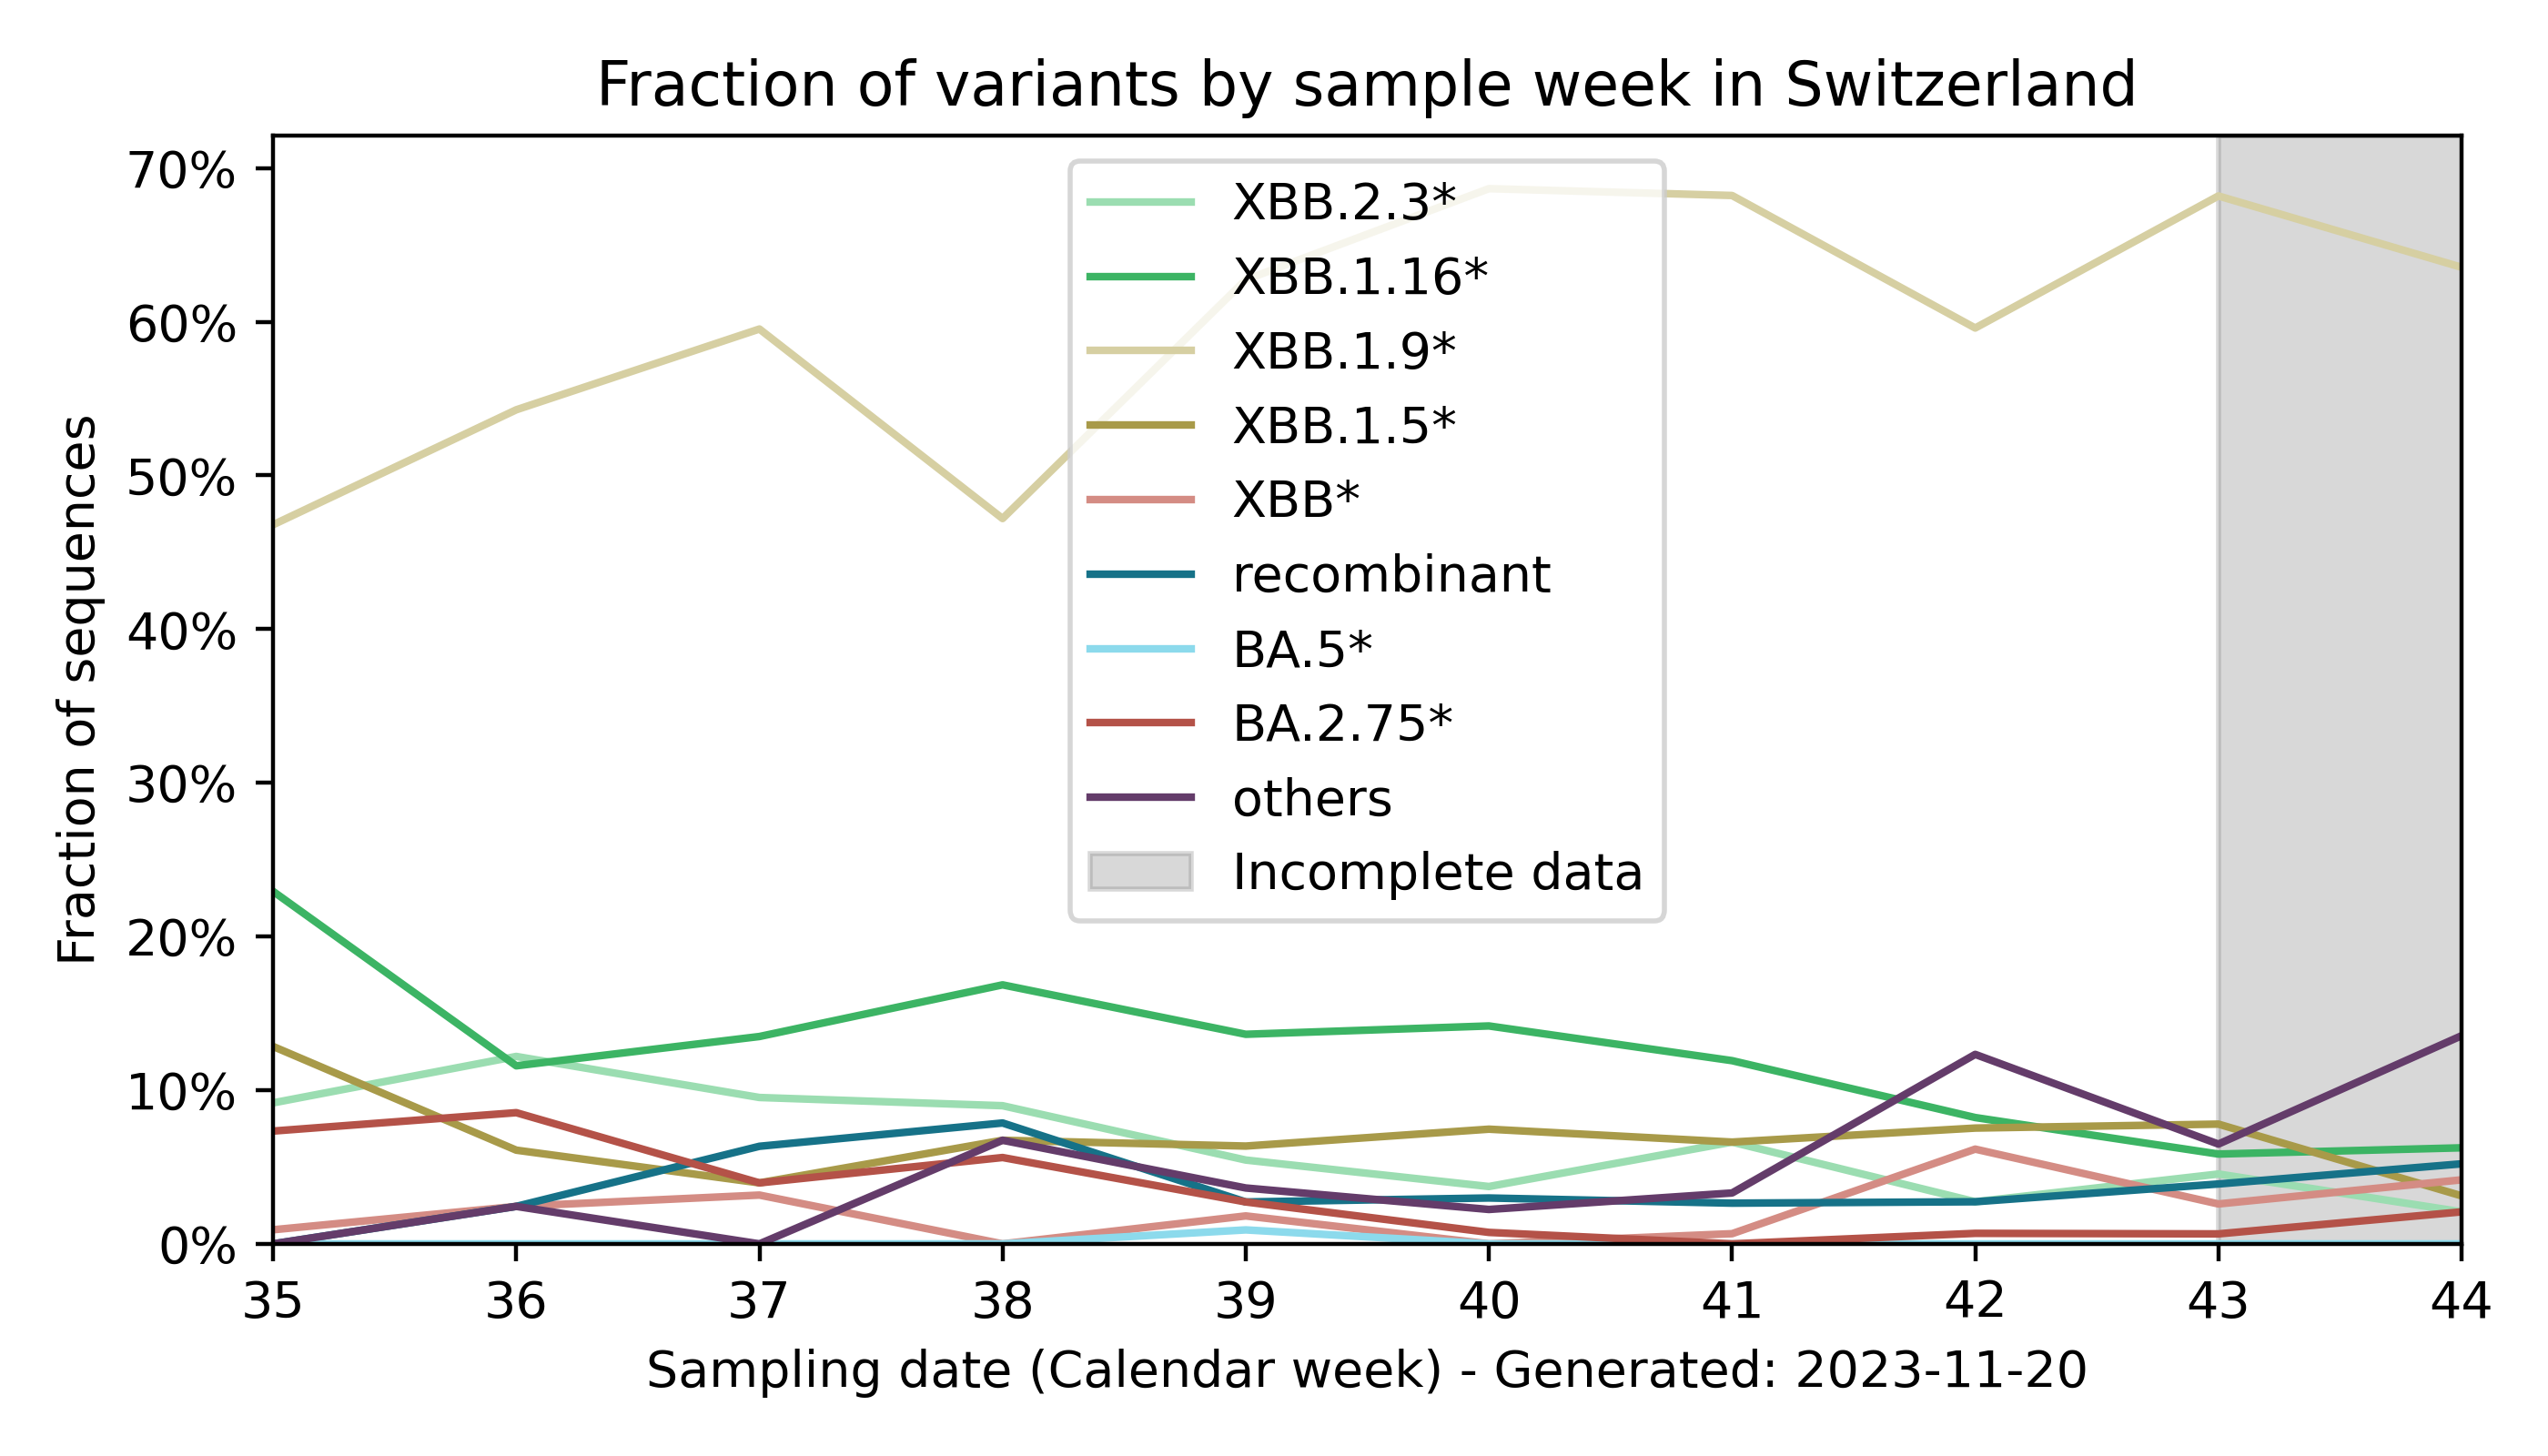 Fraction of variants by sample week in Switzerland
Fraction of sequences
70%
60%
50%
40%
30%
20%
10%
0%
XBB.2.3*
XBB.1.16*
XBB.1.9*
XBB.1.5*
XBB*
recombinant
BA.5*
BA.2.75*
others
Incomplete data
35 36 37 38 39 40 41 42 43 44
Sampling date (Calendar week) - Generated: 2023-11-20